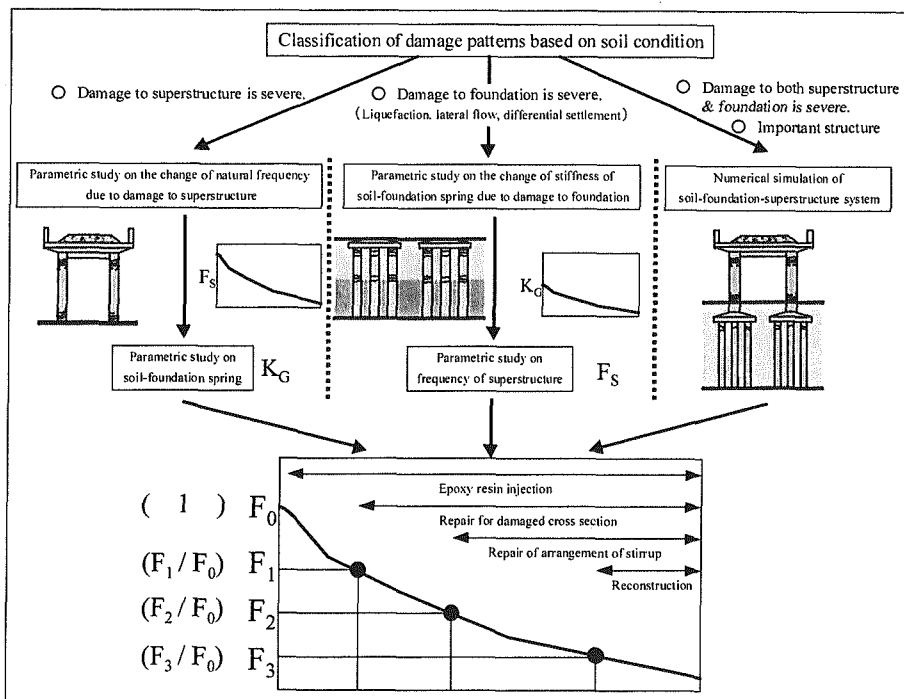 Classification of damage patterns based on soil condition
Damage to superstructure is severe.
Damage to foundation is severe.
(Liquefaction, lateral flow, differential settlement)
Damage to both superstructure
& foundation is severe.
Important structure
Parametric study on the change of natural frequency
due to damage to superstructure
Parametric study on the change of stiffness of
soil-foundation spring due to damage to foundation
Numerical simulation of
soil-foundation-superstructure system
F_S
K_G
Parametric study on
soil-foundation spring
K_G
Parametric study on
frequency of superstructure
F_S
Epoxy resin injection
( 1 ) F_0
Repair for damaged cross section
Repair of arrangement of stirrup
(F_1/F_0) F_1
Reconstruction
(F_2/F_0) F_2
(F_3/F_0) F_3